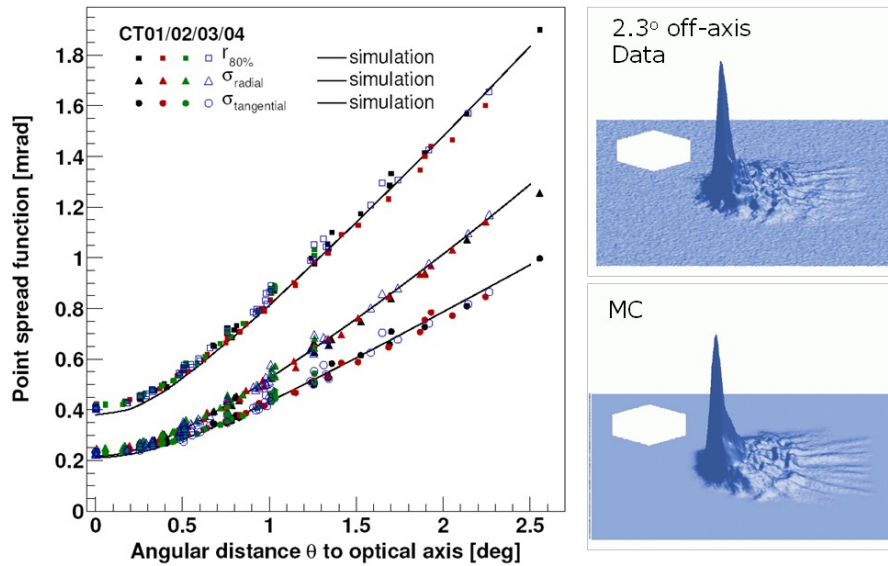 Point spread function [mrad]
1.8
1.6
1.4
1.2
1
0.8
0.6
0.4
0.2
0
0 0.5 1 1.5 2 2.5
Angular distance θ to optical axis [deg]
CT01/02/03/04
r80% simulation
σradial simulation
σtangential simulation
2.3° off-axis
Data
MC